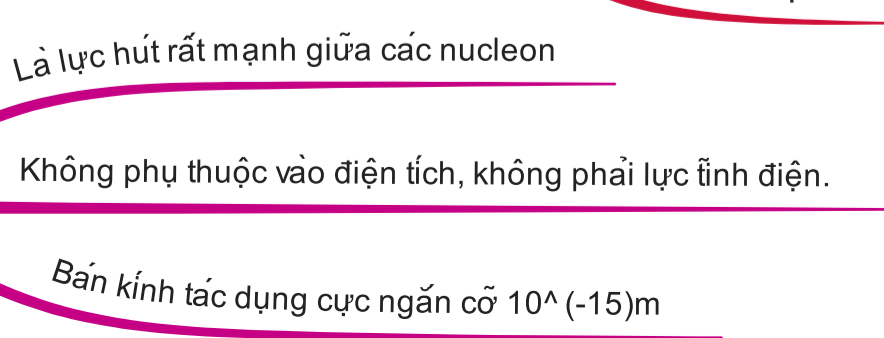 Là lực hút rất mạnh giữa các nucleon
Không phụ thuộc vào điện tích, không phải lực tĩnh điện.
Bán kính tác dụng cực ngắn cỡ 10^ (-15)m